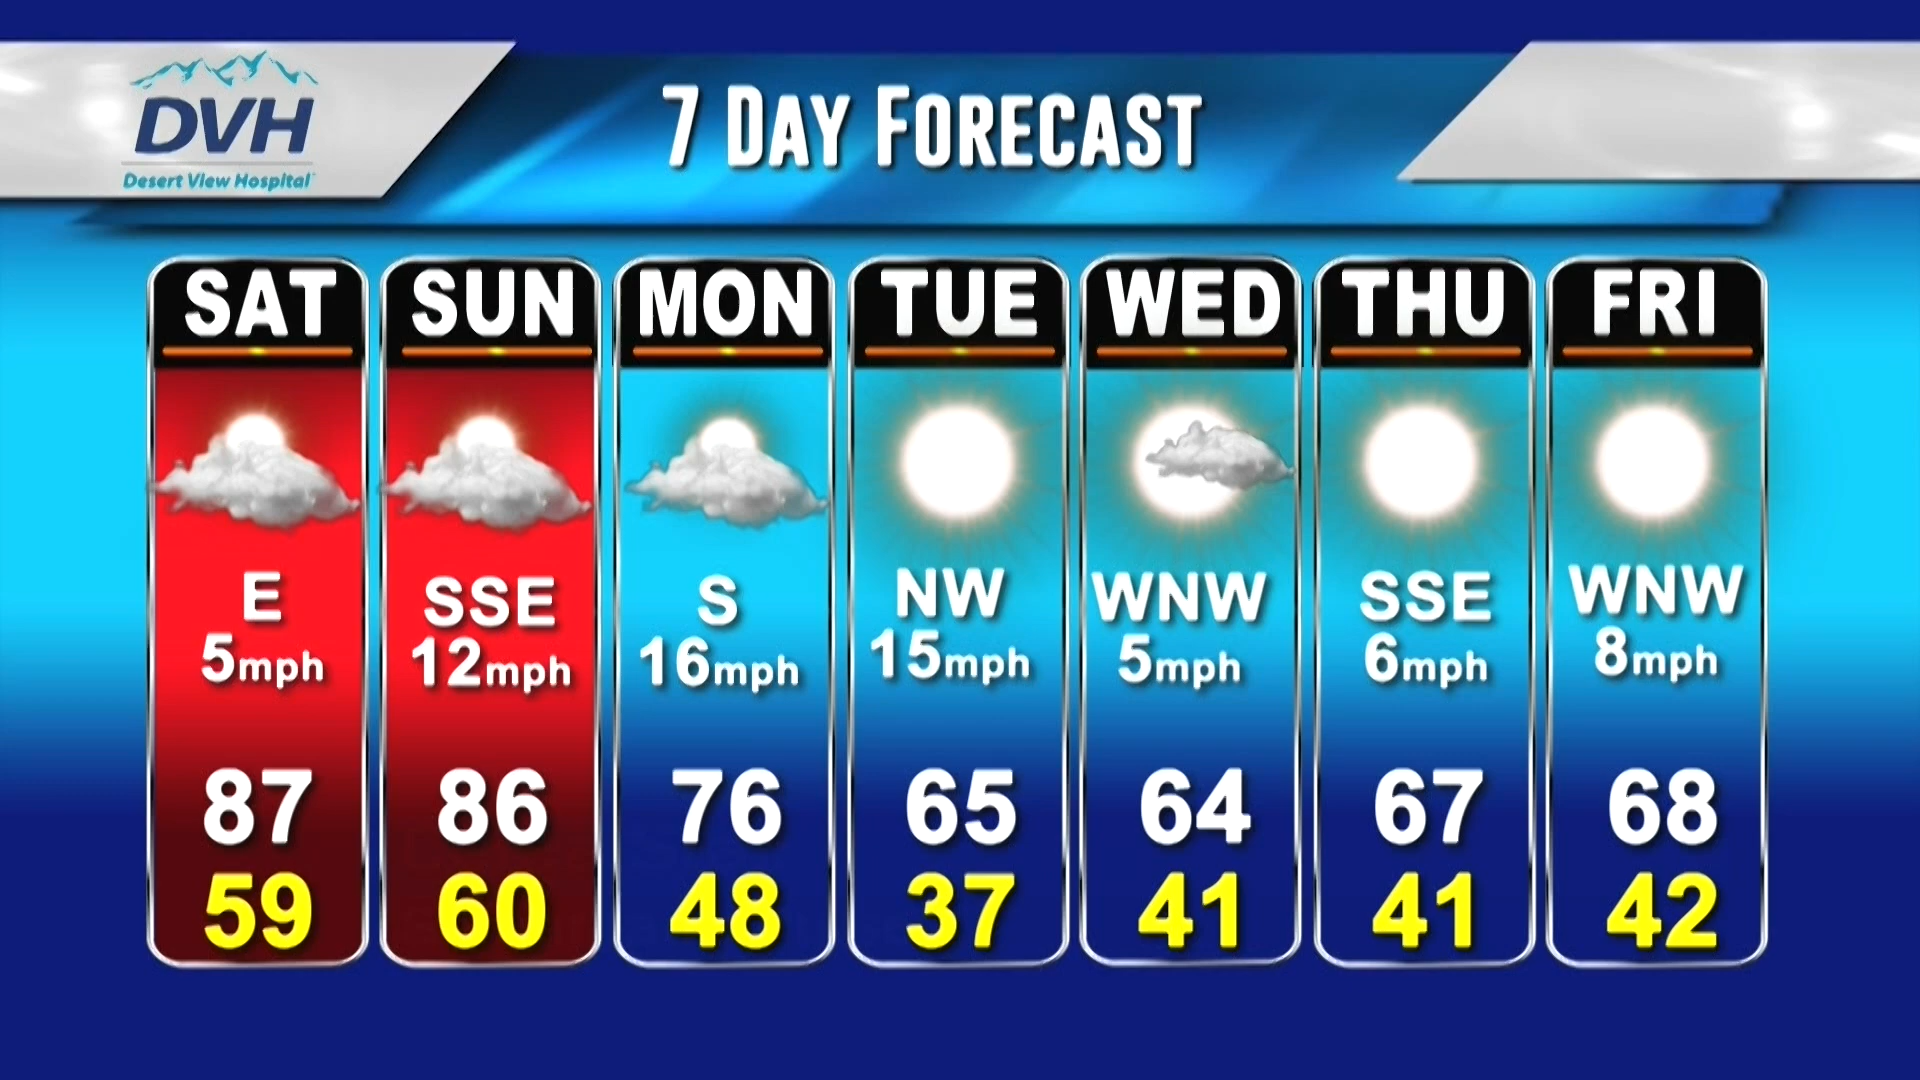 DVH
Desert View Hospital
7 DAY FORECAST
SAT SUN MON TUE WED THU FRI
E SSE S NW WNW SSE WNW
5mph 12mph 16mph 15mph 5mph 6mph 8mph
87 86 76 65 64 67 68
59 60 48 37 41 41 42